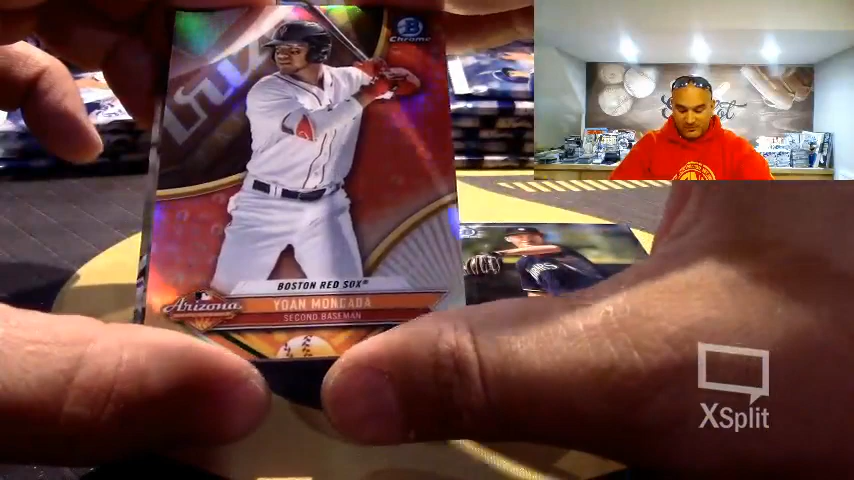 B
Chrome
BOSTON RED SOX®
YOAN MONCADA
SECOND BASEMAN
Arizona
XSplit